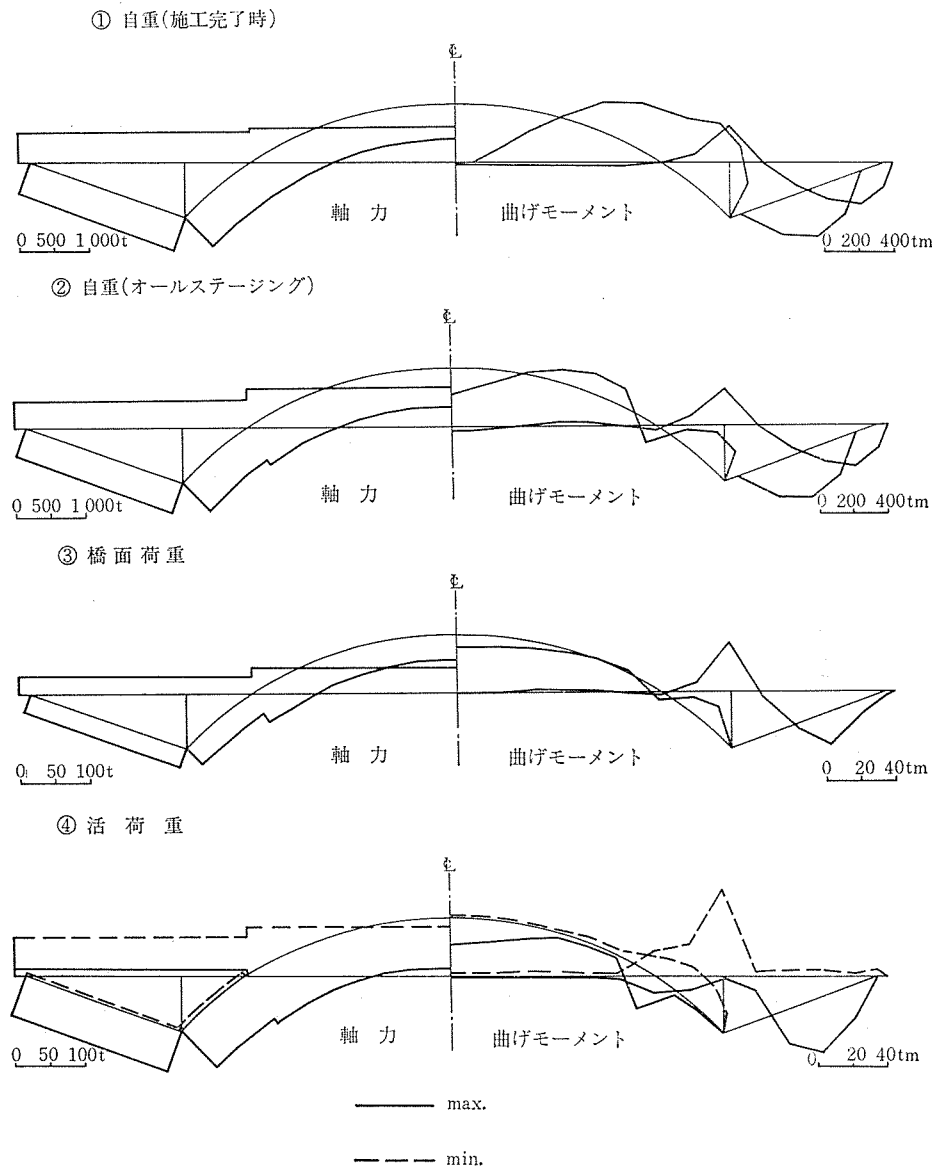 ① 自重(施工完了時)
℄
軸力 曲げモーメント
0 500 1 000t 0 200 400tm
② 自重(オールステージング)
℄
軸力 曲げモーメント
0 500 1 000t 0 200 400tm
③ 橋面荷重
℄
軸力 曲げモーメント
0 50 100t 0 20 40tm
④ 活荷重
℄
軸力 曲げモーメント
0 50 100t 0 20 40tm
max.
min.